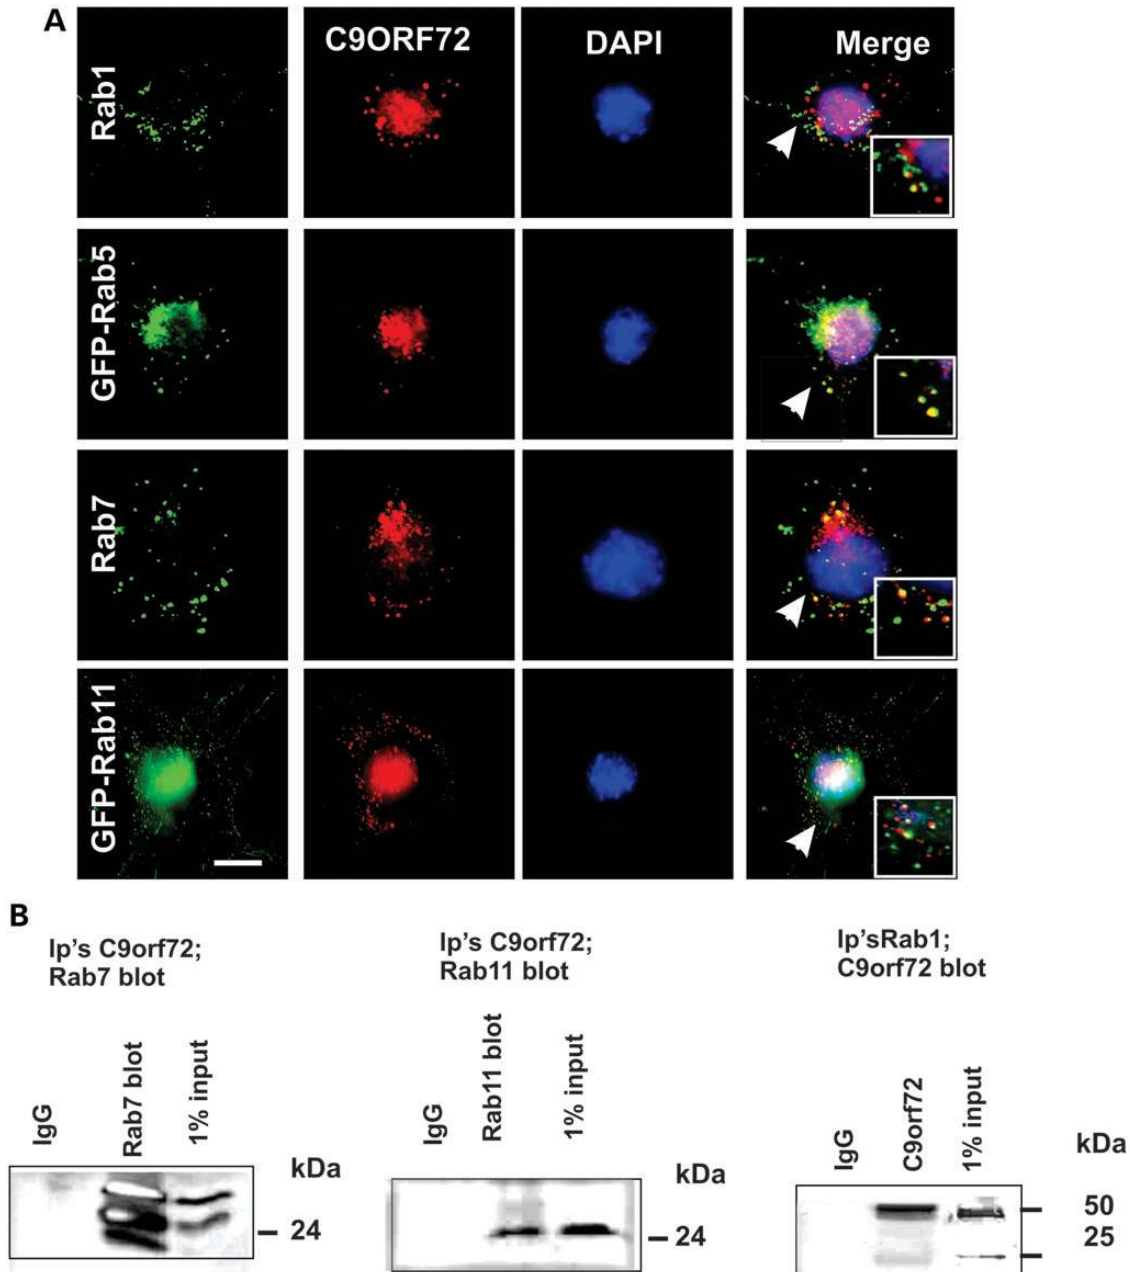 A
C9ORF72
DAPI
Merge
Rab1
GFP-Rab5
Rab7
GFP-Rab11
B
Ip's C9orf72;
Rab7 blot
Ip's C9orf72;
Rab11 blot
Ip'sRab1;
C9orf72 blot
IgG
Rab7 blot
1% input
kDa
24
IgG
Rab11 blot
1% input
kDa
24
IgG
C9orf72
1% input
kDa
50
25